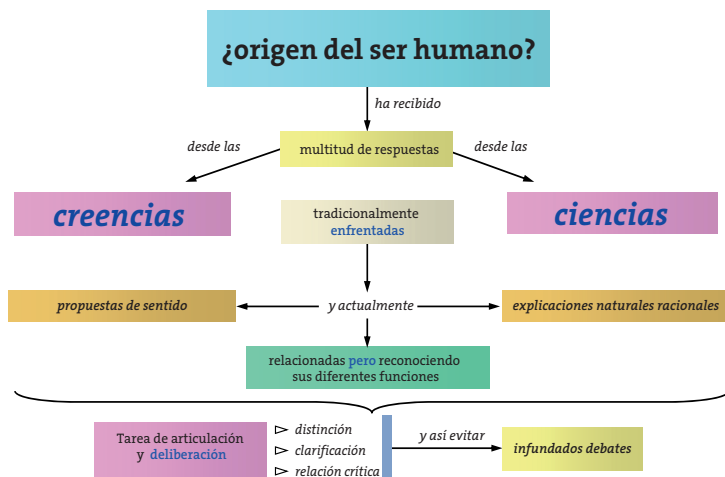 ¿origen del ser humano?
ha recibido
desde las
multitud de respuestas
desde las
creencias
tradicionalmente
enfrentadas
ciencias
propuestas de sentido
y actualmente
explicaciones naturales racionales
relacionadas pero reconociendo
sus diferentes funciones
Tarea de articulación
y deliberación
distinción
clarificación
relación crítica
y así evitar
infundados debates